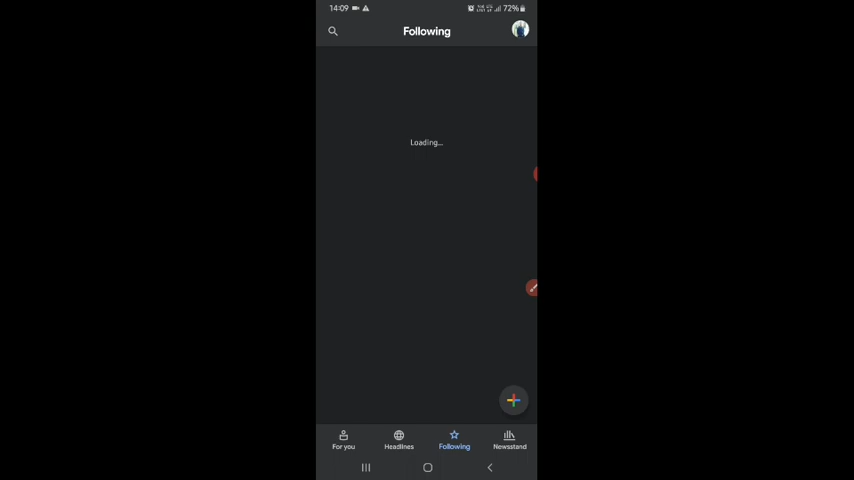 14:09
72%
Following
Loading...
For you
Headlines
Following
Newsstand